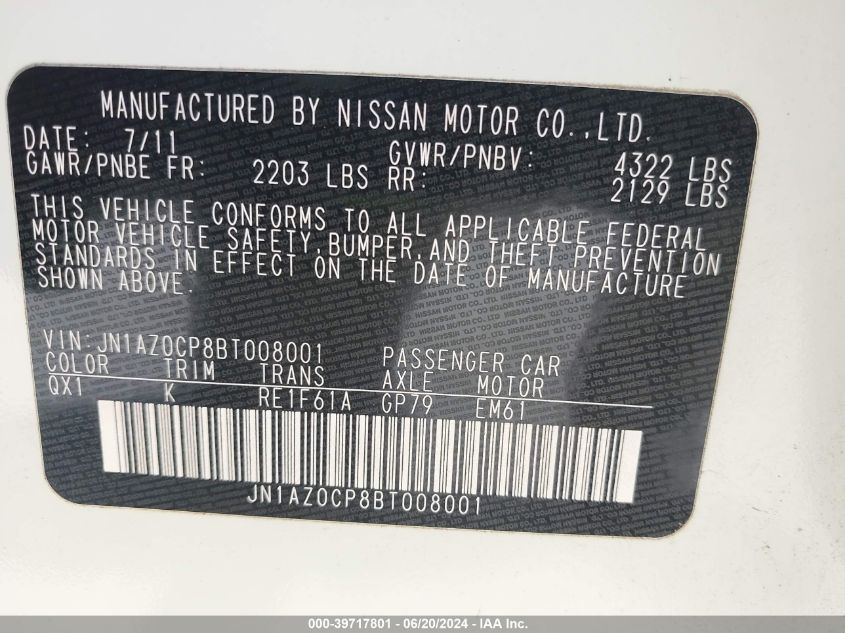 MANUFACTURED BY NISSAN MOTOR CO.,LTD.
DATE: 7/11 GVWR/PNBV: 4322 LBS
GAWR/PNBE FR: 2203 LBS RR: 2129 LBS
THIS VEHICLE CONFORMS TO ALL APPLICABLE FEDERAL
MOTOR VEHICLE SAFETY,BUMPER,AND THEFT PREVENTION
STANDARDS IN EFFECT ON THE DATE OF MANUFACTURE
SHOWN ABOVE.
VIN:JN1AZ0CP8BT008001 PASSENGER CAR
COLOR TRIM TRANS AXLE MOTOR
QX1 K RE1F61A GP79 EM61
JN1AZ0CP8BT008001
000-39717801 - 06/20/2024 - IAA Inc.